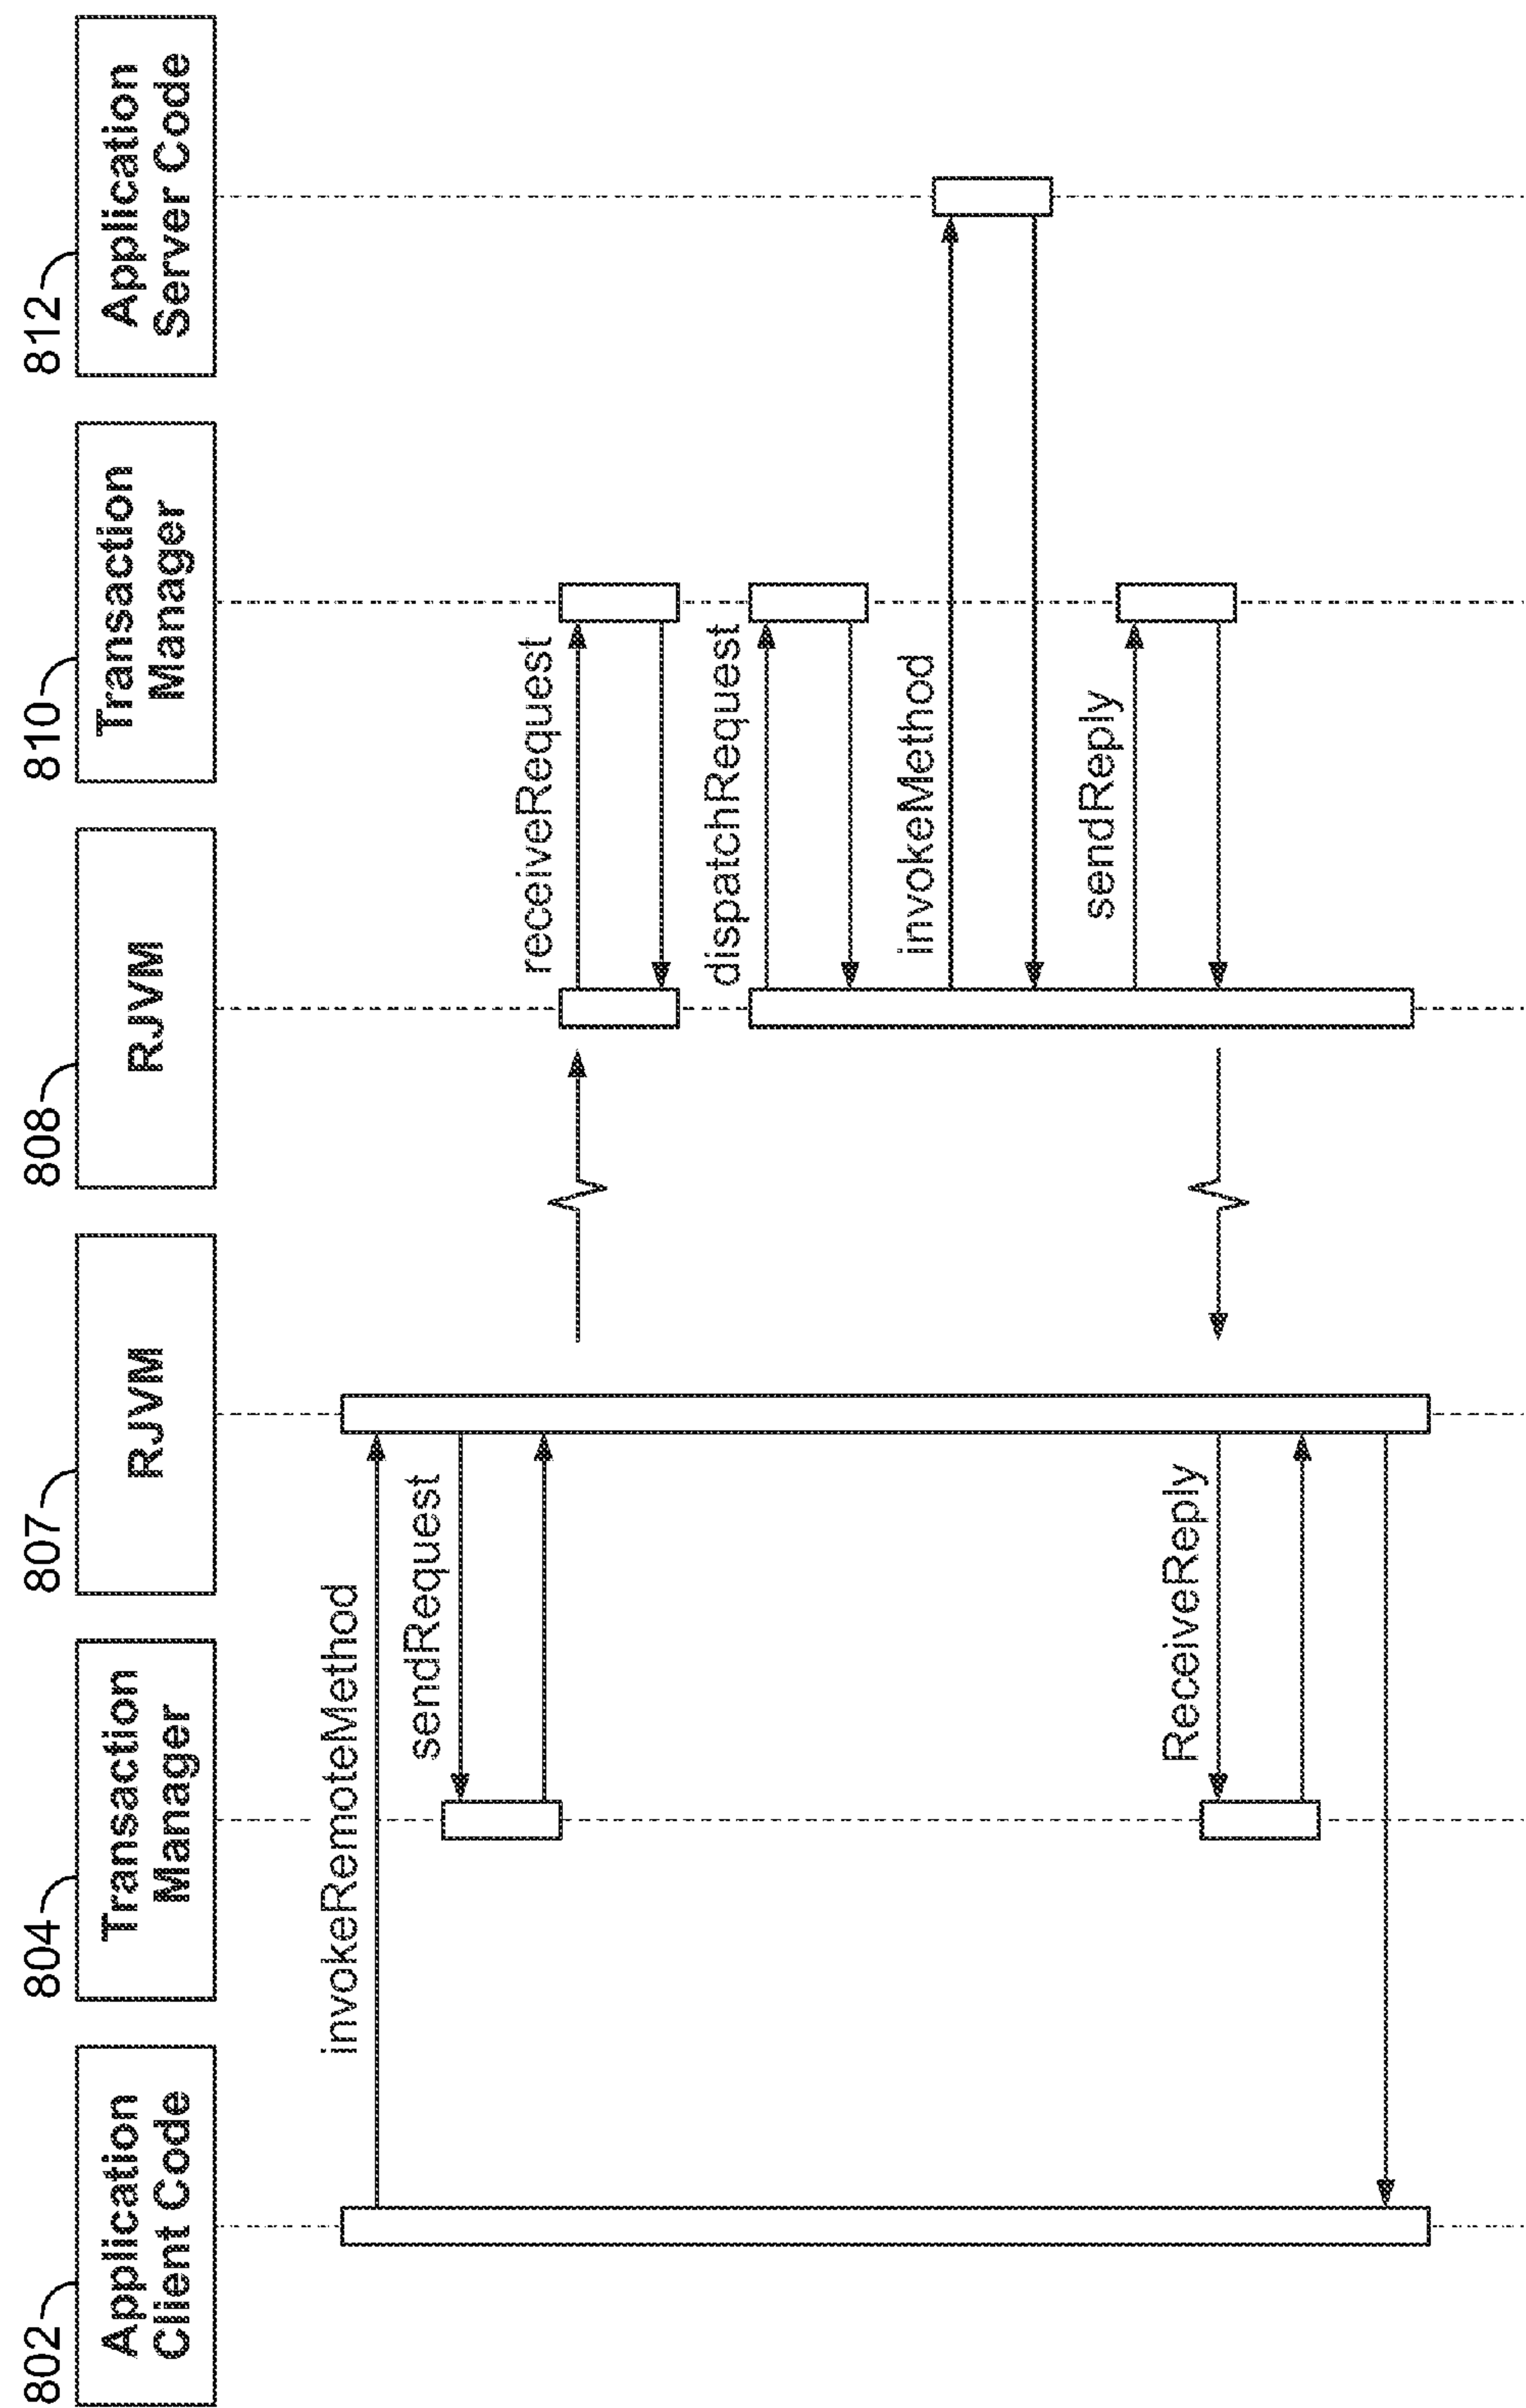 802
Application
Client Code
804
Transaction
Manager
807
RJVM
808
RJVM
810
Transaction
Manager
812
Application
Server Code
invokeRemoteMethod
sendRequest
receiveRequest
dispatchRequest
invokeMethod
sendReply
ReceiveReply